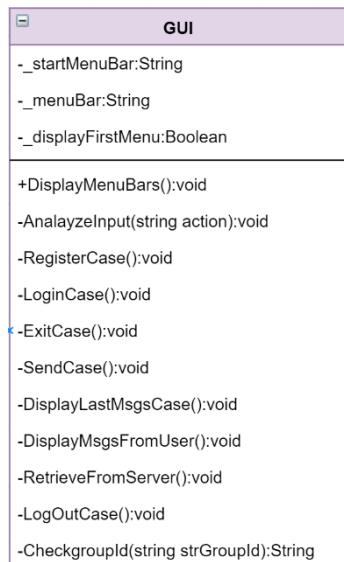 GUI
-_startMenuBar:String
-_menuBar:String
-_displayFirstMenu:Boolean
+DisplayMenuBars():void
-AnalayzeInput(string action):void
-RegisterCase():void
-LoginCase():void
-ExitCase():void
-SendCase():void
-DisplayLastMsgsCase():void
-DisplayMsgsFromUser():void
-RetrieveFromServer():void
-LogOutCase():void
-CheckgroupId(string strGroupId):String